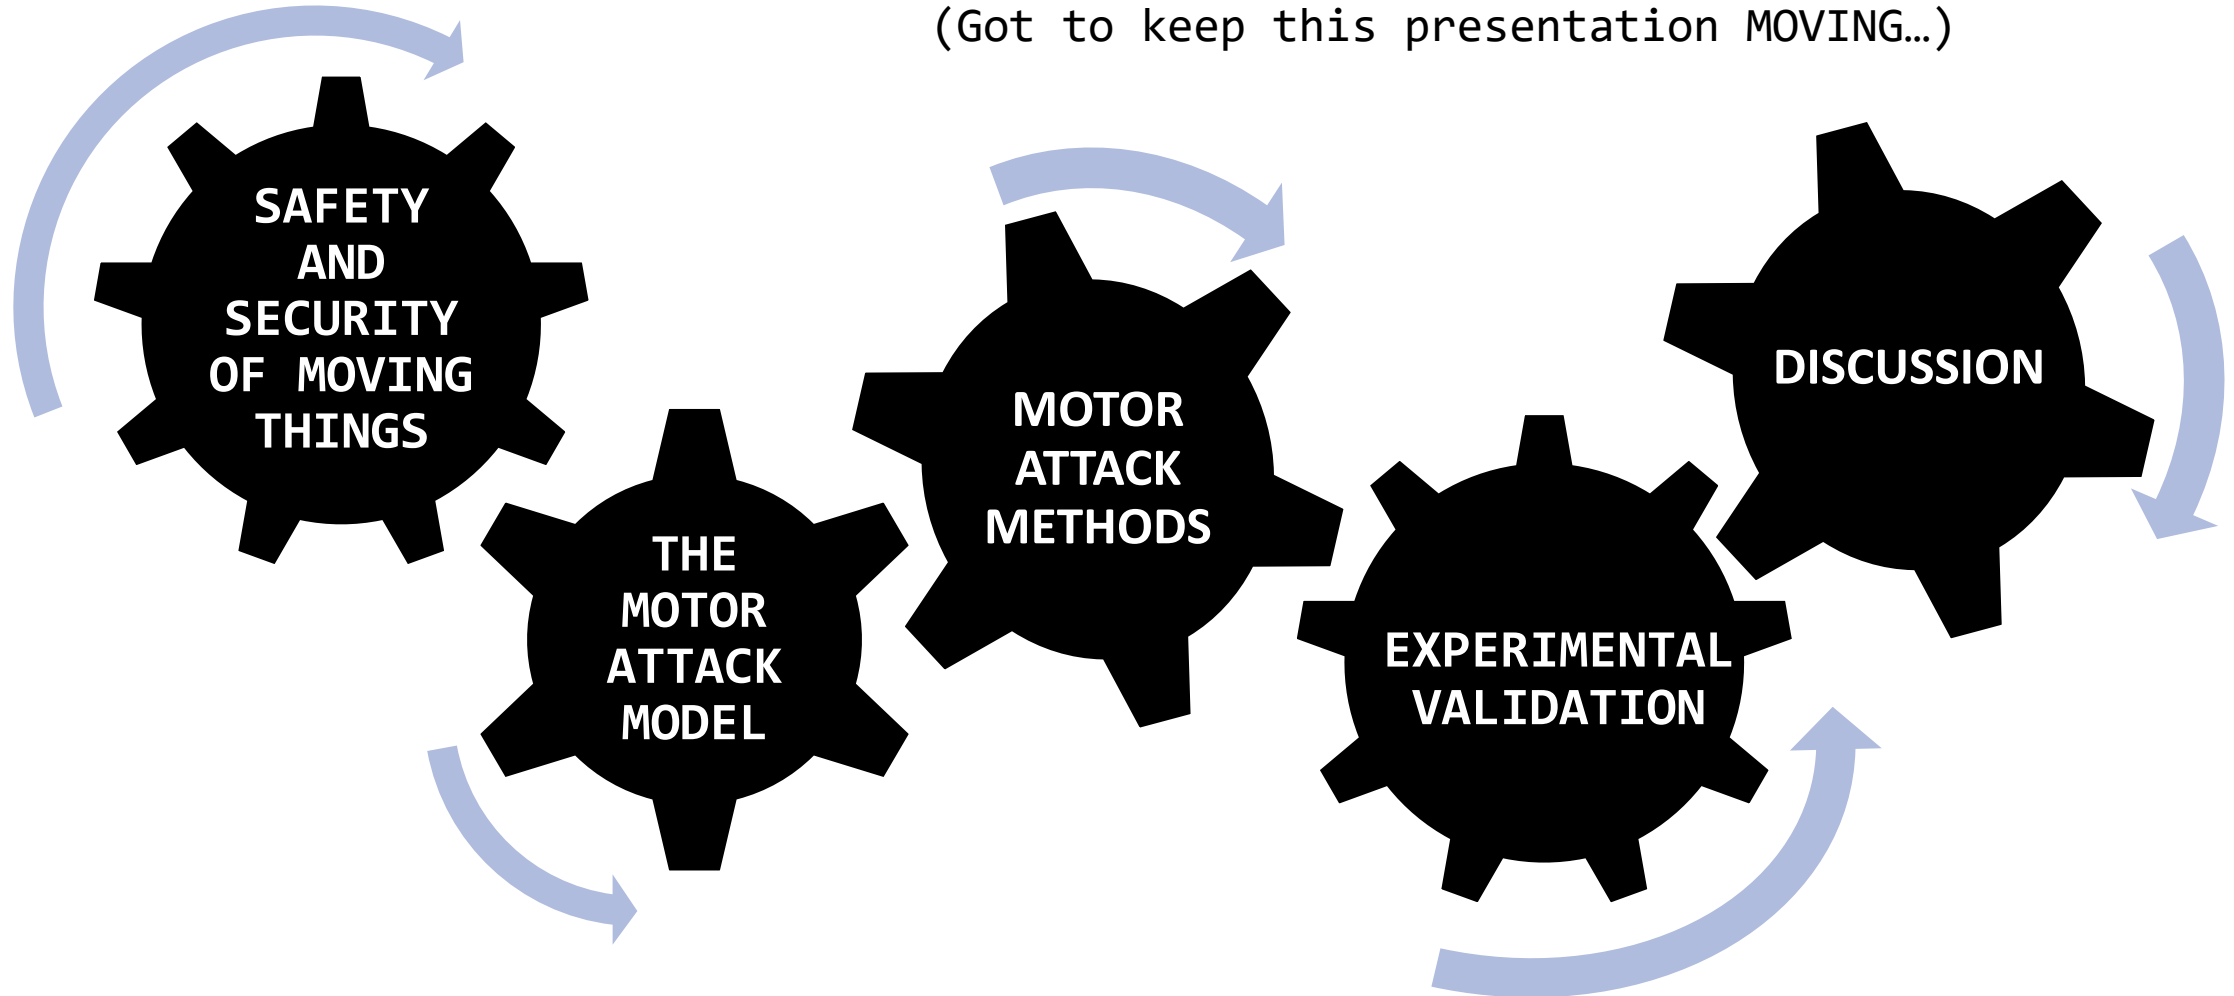 (Got to keep this presentation MOVING…)
SAFETY
AND
SECURITY
OF MOVING
THINGS
THE
MOTOR
ATTACK
MODEL
MOTOR
ATTACK
METHODS
EXPERIMENTAL
VALIDATION
DISCUSSION